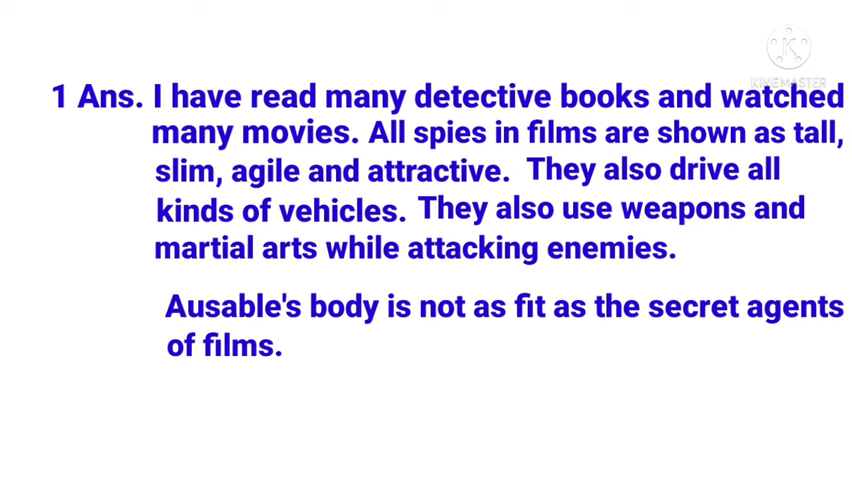 KINEMASTER
1 Ans. I have read many detective books and watched
many movies. All spies in films are shown as tall,
slim, agile and attractive. They also drive all
kinds of vehicles. They also use weapons and
martial arts while attacking enemies.
Ausable's body is not as fit as the secret agents
of films.